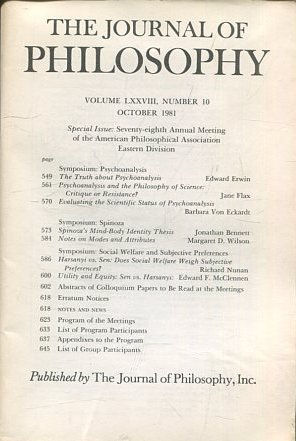 THE JOURNAL OF
PHILOSOPHY
VOLUME LXXVIII, NUMBER 10
OCTOBER 1981
Special Issue: Seventy-eighth Annual Meeting
of the American Philosophical Association
Eastern Division
page
Symposium: Psychoanalysis
549 The Truth about Psychoanalysis Edward Erwin
561 Psychoanalysis and the Philosophy of Science:
Critique or Resistance? Jane Flax
570 Evaluating the Scientific Status of Psychoanalysis
Barbara Von Eckardt
Symposium: Spinoza
573 Spinoza's Mind-Body Identity Thesis Jonathan Bennett
584 Notes on Modes and Attributes Margaret D. Wilson
Symposium: Social Welfare and Subjective Preferences
586 Harsanyi vs. Sen: Does Social Welfare Weigh Subjective
Preferences? Richard Nunan
600 Utility and Equity: Sen vs. Harsanyi: Edward F. McClennen
602 Abstracts of Colloquium Papers to Be Read at the Meetings
618 Erratum Notices
618 NOTES AND NEWS
623 Program of the Meetings
633 List of Program Participants
637 Appendixes to the Program
645 List of Group Participants
Published by The Journal of Philosophy, Inc.